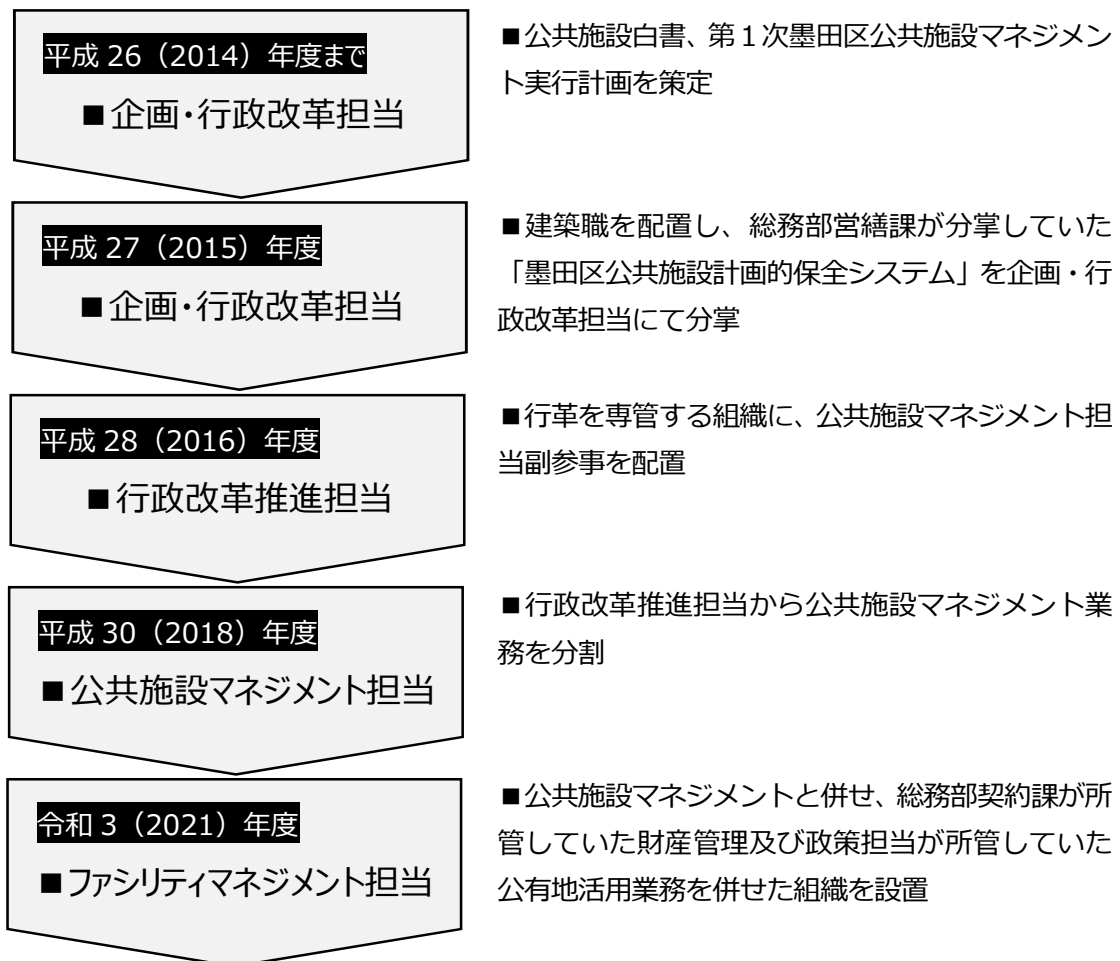 平成 26（2014）年度まで
■企画・行政改革担当
■公共施設白書、第１次墨田区公共施設マネジメン
ト実行計画を策定
平成 27（2015）年度
■企画・行政改革担当
■建築職を配置し、総務部営繕課が分掌していた
「墨田区公共施設計画的保全システム」を企画・行
政改革担当にて分掌
平成 28（2016）年度
■行政改革推進担当
■行革を専管する組織に、公共施設マネジメント担
当副参事を配置
平成 30（2018）年度
■公共施設マネジメント担当
■行政改革推進担当から公共施設マネジメント業
務を分割
令和 3（2021）年度
■ファシリティマネジメント担当
■公共施設マネジメントと併せ、総務部契約課が所
管していた財産管理及び政策担当が所管していた
公有地活用業務を併せた組織を設置